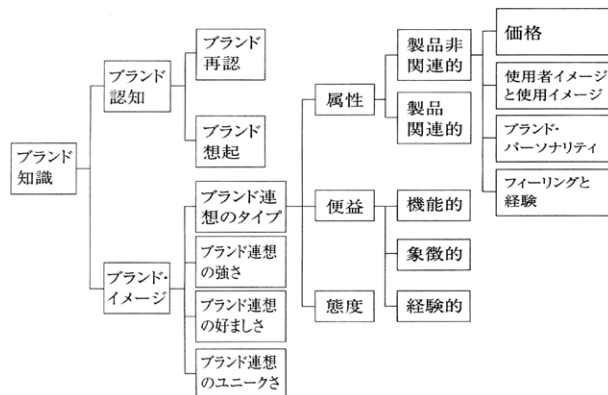 ブランド
知識
ブランド
認知
ブランド・
イメージ
ブランド
再認
ブランド
想起
ブランド連
想のタイプ
ブランド連想
の強さ
ブランド連想
の好ましさ
ブランド連想
のユニークさ
属性
便益
態度
製品非
関連的
製品
関連的
機能的
象徴的
経験的
価格
使用者イメージ
と使用イメージ
ブランド・
パーソナリティ
フィーリングと
経験